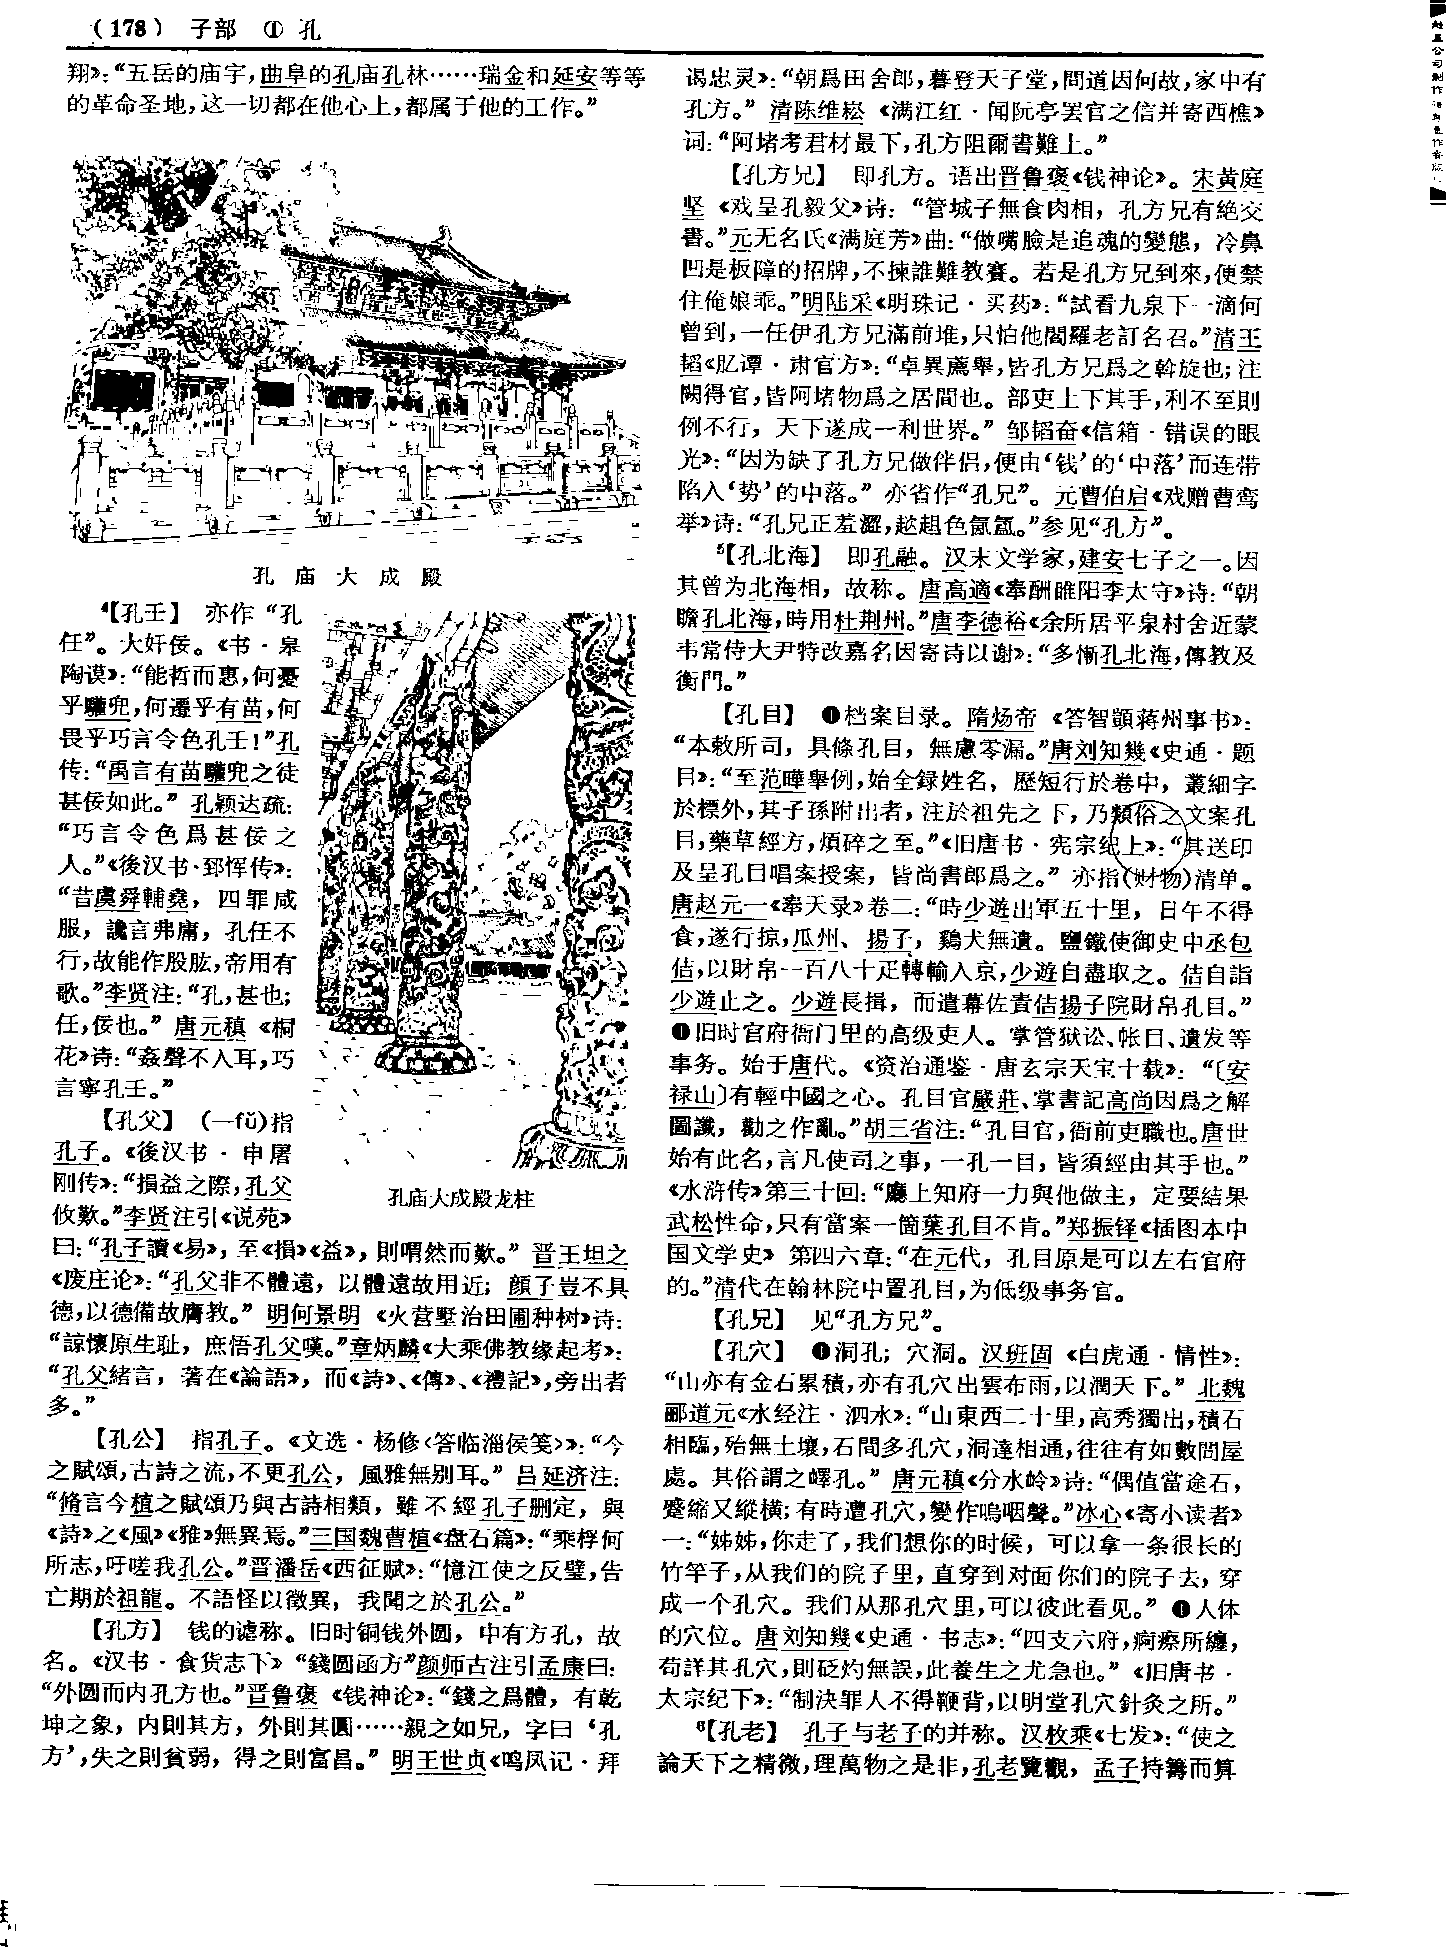 （178） 子部 ① 孔
翔》：“五岳的庙宇，曲阜的孔庙孔林……瑞金和延安等等
的革命圣地，这一切都在他心上，都属于他的工作。”
孔庙大成殿
4【孔壬】 亦作“孔
任”。大奸佞。《书·皋
陶谟》：“能哲而惠，何憂
乎驩兜，何遷乎有苗，何
畏乎巧言令色孔壬！”孔
传：“禹言有苗驩兜之徒
甚佞如此。”孔颖达疏：
“巧言令色爲甚佞之
人。”《後汉书·郅恽传》：
“昔虞舜輔堯，四罪咸
服，讒言弗庸，孔任不
行，故能作股肱，帝用有
歌。”李贤注：“孔，甚也；
任，佞也。”唐元稹《桐
花》诗：“姦聲不入耳，巧
言寧孔壬。”
【孔父】 （—fǔ）指
孔子。《後汉书·申屠
刚传》：“損益之際，孔父
攸歎。”李贤注引《说苑》
孔庙大成殿龙柱
曰：“孔子讀《易》，至《損》《益》，則喟然而歎。”晋王坦之
《废庄论》：“孔父非不體遠，以體遠故用近；顔子豈不具
德，以德備故膺教。”明何景明《火营墅治田圃种树》诗：
“諒懷原生耻，庶悟孔父嘆。”章炳麟《大乘佛教缘起考》：
“孔父緒言，著在《論語》，而《詩》、《傳》、《禮記》，旁出者
多。”
【孔公】 指孔子。《文选·杨修〈答临淄侯笺〉》：“今
之賦頌，古詩之流，不更孔公，風雅無别耳。”吕延济注：
“脩言今植之賦頌乃與古詩相類，雖不經孔子删定，與
《詩》之《風》《雅》無異焉。”三国魏曹植《盘石篇》：“乘桴何
所志，吁嗟我孔公。”晋潘岳《西征赋》：“憶江使之反璧，告
亡期於祖龍。不語怪以徵異，我聞之於孔公。”
【孔方】 钱的谑称。旧时铜钱外圆，中有方孔，故
名。《汉书·食货志下》“錢圆函方”颜师古注引孟康曰：
“外圆而内孔方也。”晋鲁褒《钱神论》：“錢之爲體，有乾
坤之象，内則其方，外則其圓……親之如兄，字曰‘孔
方’，失之則貧弱，得之則富昌。”明王世贞《鸣凤记·拜
谒忠灵》：“朝爲田舍郎，暮登天子堂，問道因何故，家中有
孔方。”清陈维崧《满江红·闻阮亭罢官之信并寄西樵》
词：“阿堵考君材最下，孔方阻爾書難上。”
【孔方兄】 即孔方。语出晋鲁褒《钱神论》。宋黄庭
坚《戏呈孔毅父》诗：“管城子無食肉相，孔方兄有絶交
書。”元无名氏《满庭芳》曲：“做嘴臉是追魂的變態，冷鼻
凹是板障的招牌，不揀誰難教賽。若是孔方兄到來，便禁
住俺娘乖。”明陆采《明珠记·买药》：“試看九泉下一滴何
曾到，一任伊孔方兄滿前堆，只怕他閻羅老訂名召。”清王
韬《瓮谭·肃官方》：“卓異薦舉，皆孔方兄爲之斡旋也；注
闕得官，皆阿堵物爲之居間也。部吏上下其手，利不至則
例不行，天下遂成一利世界。”邹韬奋《信箱·错误的眼
光》：“因为缺了孔方兄做伴侣，便由‘钱’的‘中落’而连带
陷入‘势’的中落。”亦省作“孔兄”。元曹伯启《戏赠曹鸾
举》诗：“孔兄正羞澀，趑趄色氤氲。”参见“孔方”。
5【孔北海】 即孔融。汉末文学家，建安七子之一。因
其曾为北海相，故称。唐高適《奉酬睢阳李太守》诗：“朝
瞻孔北海，時用杜荆州。”唐李德裕《余所居平泉村舍近蒙
韦常侍大尹特改嘉名因寄诗以谢》：“多慚孔北海，傳教及
衡門。”
【孔目】 ❶档案目录。隋炀帝《答智顗蒋州事书》：
“本敕所司，具條孔目，無慮零漏。”唐刘知幾《史通·题
目》：“至范曄舉例，始全録姓名，歷短行於卷中，叢細字
於標外，其子孫附出者，注於祖先之下，乃類俗之文案孔
目，藥草經方，煩碎之至。”《旧唐书·宪宗纪上》：“其送印
及呈孔目唱案授案，皆尚書郎爲之。”亦指（财物）清单。
唐赵元一《奉天录》卷二：“時少遊出軍五十里，日午不得
食，遂行掠，瓜州、揚子，鷄犬無遺。鹽鐵使御史中丞包
佶，以財帛一百八十疋轉輸入京，少遊自盡取之。佶自詣
少遊止之。少遊長揖，而遣幕佐責佶揚子院財帛孔目。”
❷旧时官府衙门里的高级吏人。掌管狱讼、帐目、遣发等
事务。始于唐代。《资治通鉴·唐玄宗天宝十载》：“〔安
禄山〕有輕中國之心。孔目官嚴莊、掌書記高尚因爲之解
圖讖，勸之作亂。”胡三省注：“孔目官，衙前吏職也。唐世
始有此名，言凡使司之事，一孔一目，皆須經由其手也。”
《水浒传》第三十回：“廳上知府一力與他做主，定要結果
武松性命，只有當案一箇葉孔目不肯。”郑振铎《插图本中
国文学史》第四六章：“在元代，孔目原是可以左右官府
的。”清代在翰林院中置孔目，为低级事务官。
【孔兄】 见“孔方兄”。
【孔穴】 ❶洞孔；穴洞。汉班固《白虎通·情性》：
“山亦有金石累積，亦有孔穴出雲布雨，以潤天下。”北魏
郦道元《水经注·泗水》：“山東西二十里，高秀獨出，積石
相臨，殆無土壤，石間多孔穴，洞達相通，往往有如數間屋
處。其俗謂之嶧孔。”唐元稹《分水岭》诗：“偶值當途石，
蹙縮又縱横；有時遭孔穴，變作嗚咽聲。”冰心《寄小读者》
一：“姊姊，你走了，我们想你的时候，可以拿一条很长的
竹竿子，从我们的院子里，直穿到对面你们的院子去，穿
成一个孔穴。我们从那孔穴里，可以彼此看见。”❷人体
的穴位。唐刘知幾《史通·书志》：“四支六府，痾瘵所纏，
苟詳其孔穴，則砭灼無誤，此養生之尤急也。”《旧唐书·
太宗纪下》：“制決罪人不得鞭背，以明堂孔穴針灸之所。”
6【孔老】 孔子与老子的并称。汉枚乘《七发》：“使之
論天下之精微，理萬物之是非，孔老覽觀，孟子持籌而算